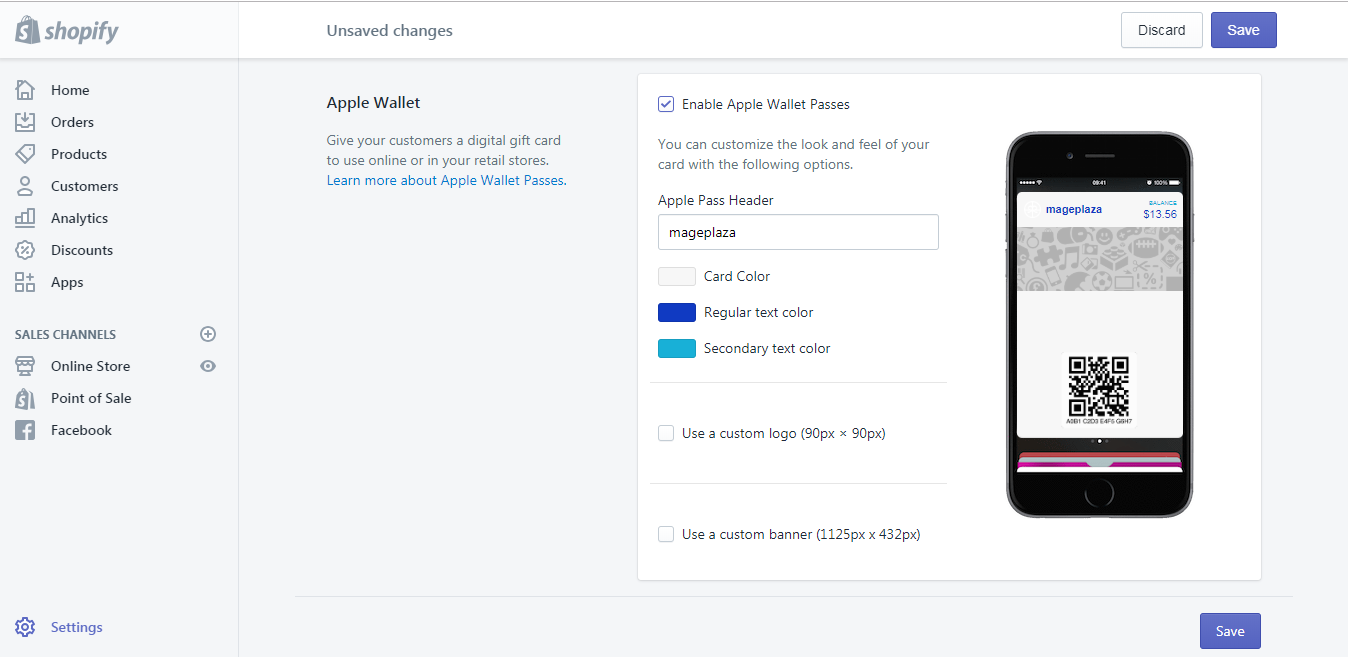 shopify
Unsaved changes
Discard
Save
Home
Orders
Products
Customers
Analytics
Discounts
Apps
SALES CHANNELS
Online Store
Point of Sale
Facebook
Settings
Apple Wallet
Give your customers a digital gift card
to use online or in your retail stores.
Learn more about Apple Wallet Passes.
Enable Apple Wallet Passes
You can customize the look and feel of your
card with the following options.
Apple Pass Header
mageplaza
Card Color
Regular text color
Secondary text color
Use a custom logo (90px × 90px)
Use a custom banner (1125px x 432px)
09:41
100%
mageplaza
BALANCE
$13.56
A0B1 C2D3 E4F5 G6H7
Save